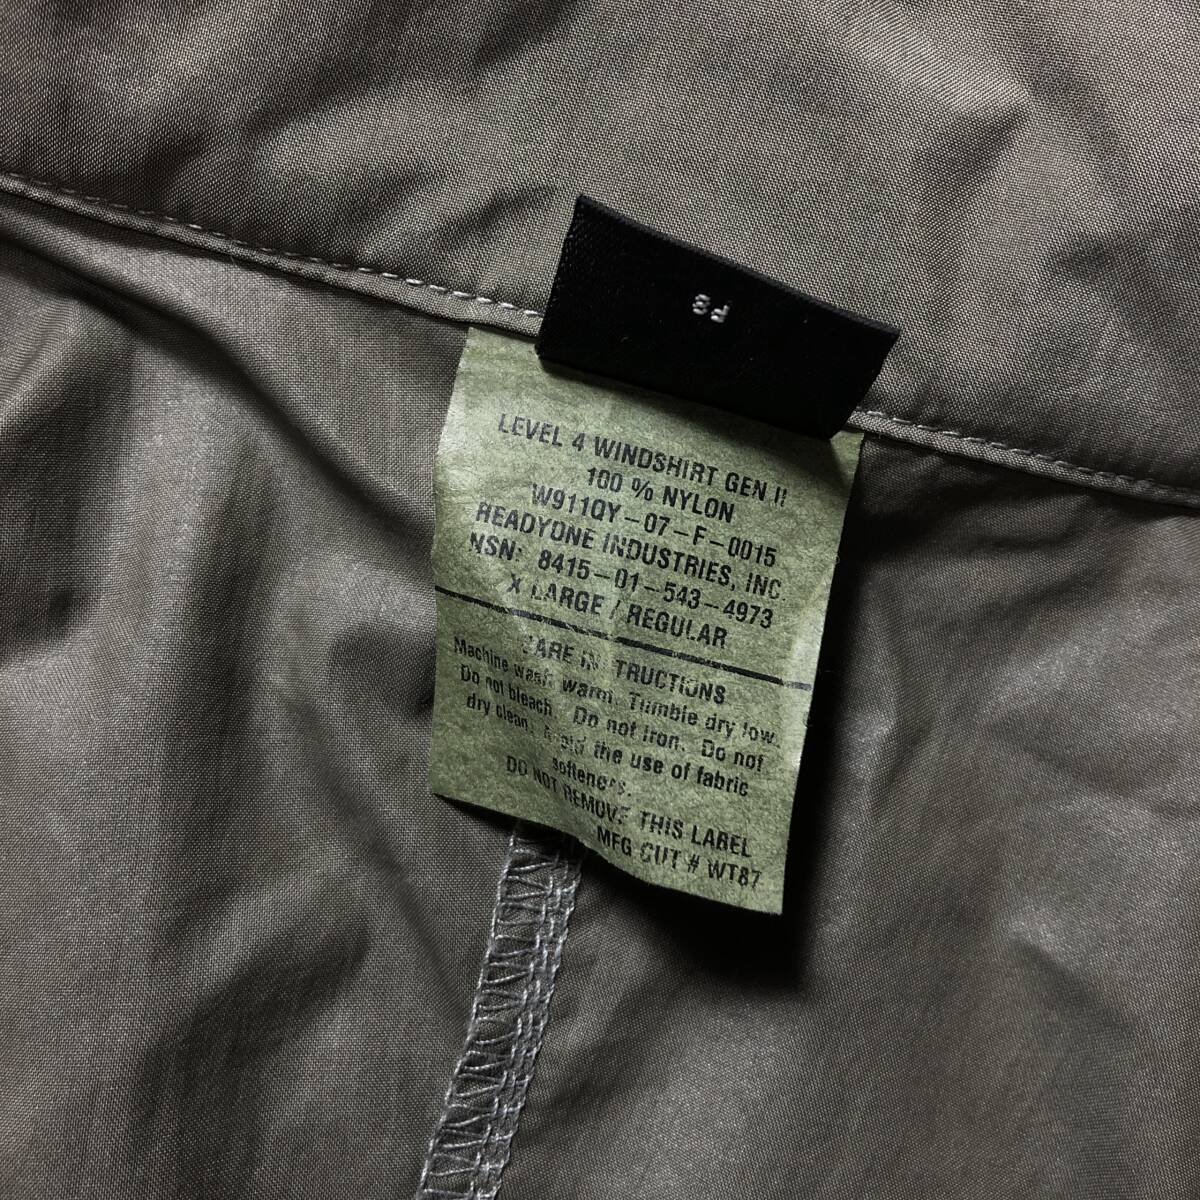 P8
LEVEL 4 WINDSHIRT GEN II
100 % NYLON
W911QY-07-F-0015
READYONE INDUSTRIES, INC.
NSN: 8415-01-543-4973
X LARGE / REGULAR
CARE INSTRUCTIONS
Machine wash warm. Tumble dry low.
Do not bleach. Do not Iron. Do not
dry clean. Avoid the use of fabric
softeners.
DO NOT REMOVE THIS LABEL
MFG CUT # WT87